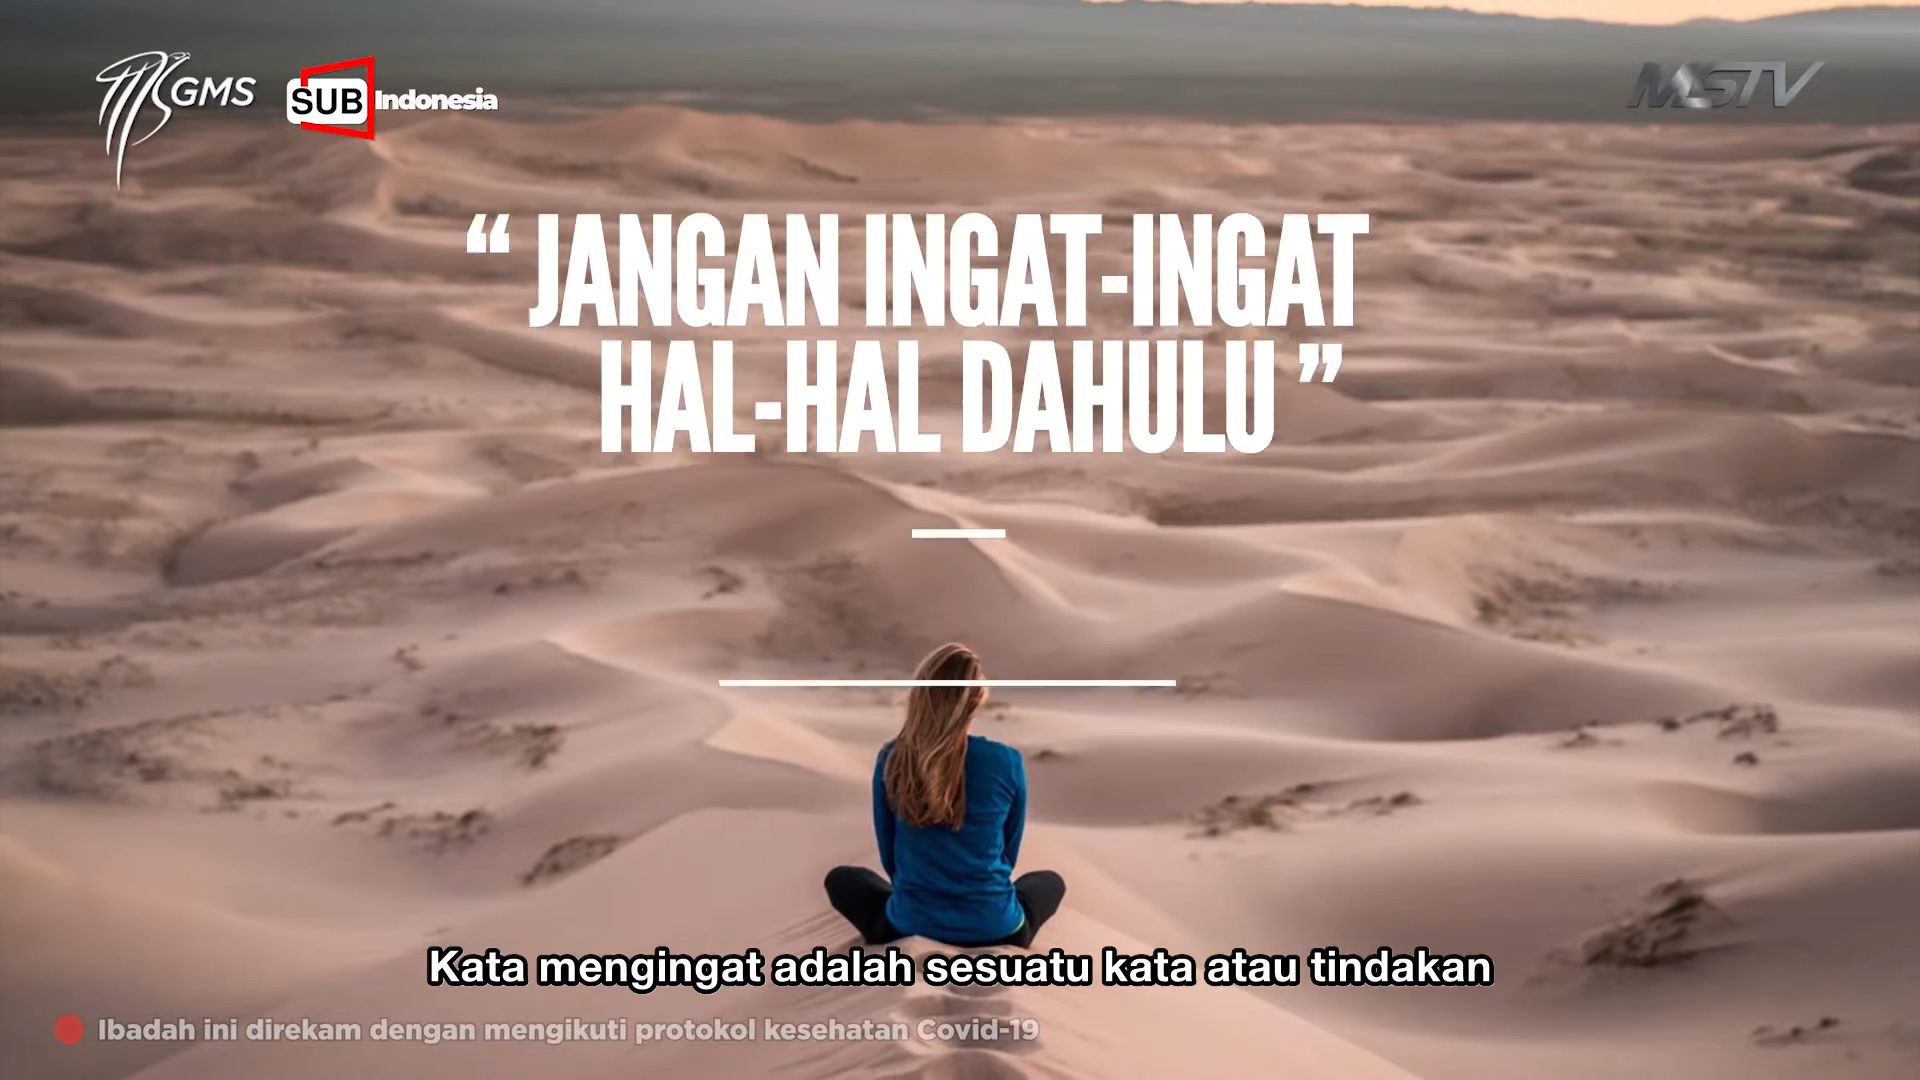 GMS
SUB Indonesia
MSTV
“ JANGAN INGAT-INGAT
HAL-HAL DAHULU ”
Kata mengingat adalah sesuatu kata atau tindakan
Ibadah ini direkam dengan mengikuti protokol kesehatan Covid-19